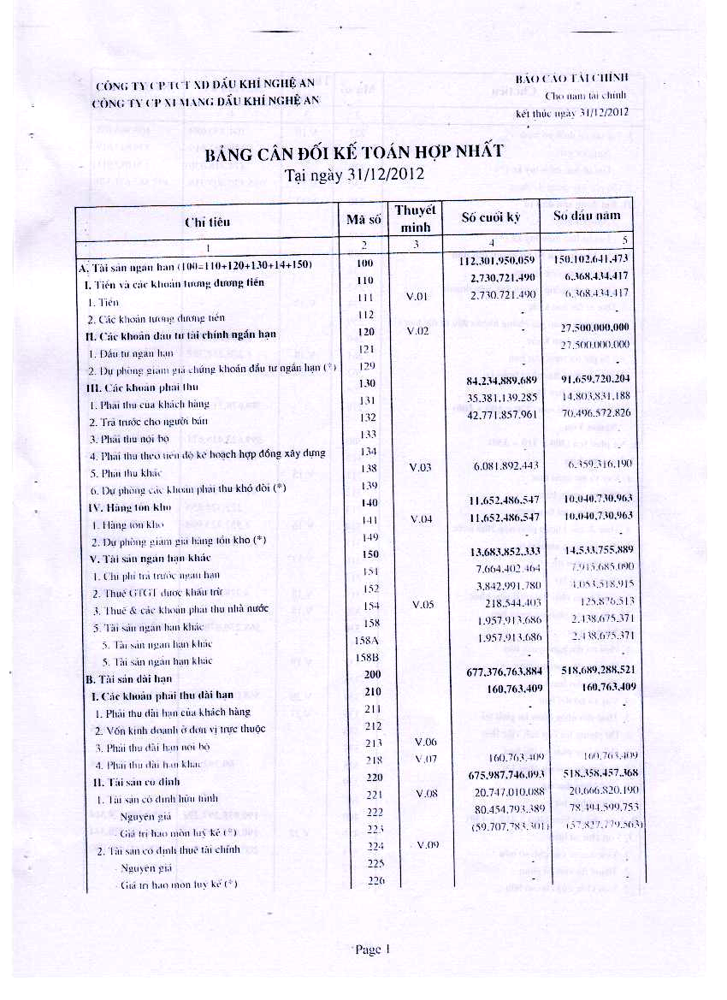 CÔNG TY CP TCT XD DẦU KHÍ NGHỆ AN
CÔNG TY CP XI MĂNG DẦU KHÍ NGHỆ AN
BÁO CÁO TÀI CHÍNH
Cho năm tài chính
kết thúc ngày 31/12/2012
BẢNG CÂN ĐỐI KẾ TOÁN HỢP NHẤT
Tại ngày 31/12/2012
Chỉ tiêu Mã số Thuyết minh Số cuối kỳ Số đầu năm
1 2 3 4 5
A. Tài sản ngắn hạn (100=110+120+130+14+150) 100 112,301,950,059 150,102,641,473
I. Tiền và các khoản tương đương tiền 110 2,730,721,490 6,368,434,417
1. Tiền 111 V.01 2,730,721,490 6,368,434,417
2. Các khoản tương đương tiền 112 - -
II. Các khoản đầu tư tài chính ngắn hạn 120 V.02 - 27,500,000,000
1. Đầu tư ngắn hạn 121 27,500,000,000
2. Dự phòng giảm giá chứng khoán đầu tư ngắn hạn (*) 129 - -
III. Các khoản phải thu 130 84,234,889,689 91,659,720,204
1. Phải thu của khách hàng 131 35,381,139,285 14,803,831,188
2. Trả trước cho người bán 132 42,771,857,961 70,496,572,826
3. Phải thu nội bộ 133
4. Phải thu theo tiến độ kế hoạch hợp đồng xây dựng 134 - -
5. Phải thu khác 138 V.03 6,081,892,443 6,359,316,190
6. Dự phòng các khoản phải thu khó đòi (*) 139
IV. Hàng tồn kho 140 11,652,486,547 10,040,730,963
1. Hàng tồn kho 141 V.04 11,652,486,547 10,040,730,963
2. Dự phòng giảm giá hàng tồn kho (*) 149 - -
V. Tài sản ngắn hạn khác 150 13,683,852,333 14,533,755,889
1. Chi phí trả trước ngắn hạn 151 7,664,402,464 7,913,685,090
2. Thuế GTGT được khấu trừ 152 3,842,991,780 4,053,518,915
3. Thuế & các khoản phải thu nhà nước 154 V.05 218,544,403 125,876,513
5. Tài sản ngắn hạn khác 158 1,957,913,686 2,438,675,371
5. Tài sản ngắn hạn khác 158A 1,957,913,686 2,438,675,371
5. Tài sản ngắn hạn khác 158B
B. Tài sản dài hạn 200 677,376,763,884 518,689,288,521
I. Các khoản phải thu dài hạn 210 160,763,409 160,763,409
1. Phải thu dài hạn của khách hàng 211
2. Vốn kinh doanh ở đơn vị trực thuộc 212 - -
3. Phải thu dài hạn nội bộ 213 V.06 - -
4. Phải thu dài hạn khác 218 V.07 160,763,409 160,763,409
II. Tài sản cố định 220 675,987,746,093 518,358,457,368
1. Tài sản cố định hữu hình 221 V.08 20,747,010,088 20,666,820,190
Nguyên giá 222 80,454,793,389 78,494,599,753
Giá trị hao mòn luỹ kế (*) 223 (59,707,783,301) (57,827,779,563)
2. Tài sản cố định thuê tài chính 224 V.09 - -
Nguyên giá 225 - -
Giá trị hao mòn luỹ kế (*) 226 - -
Page 1